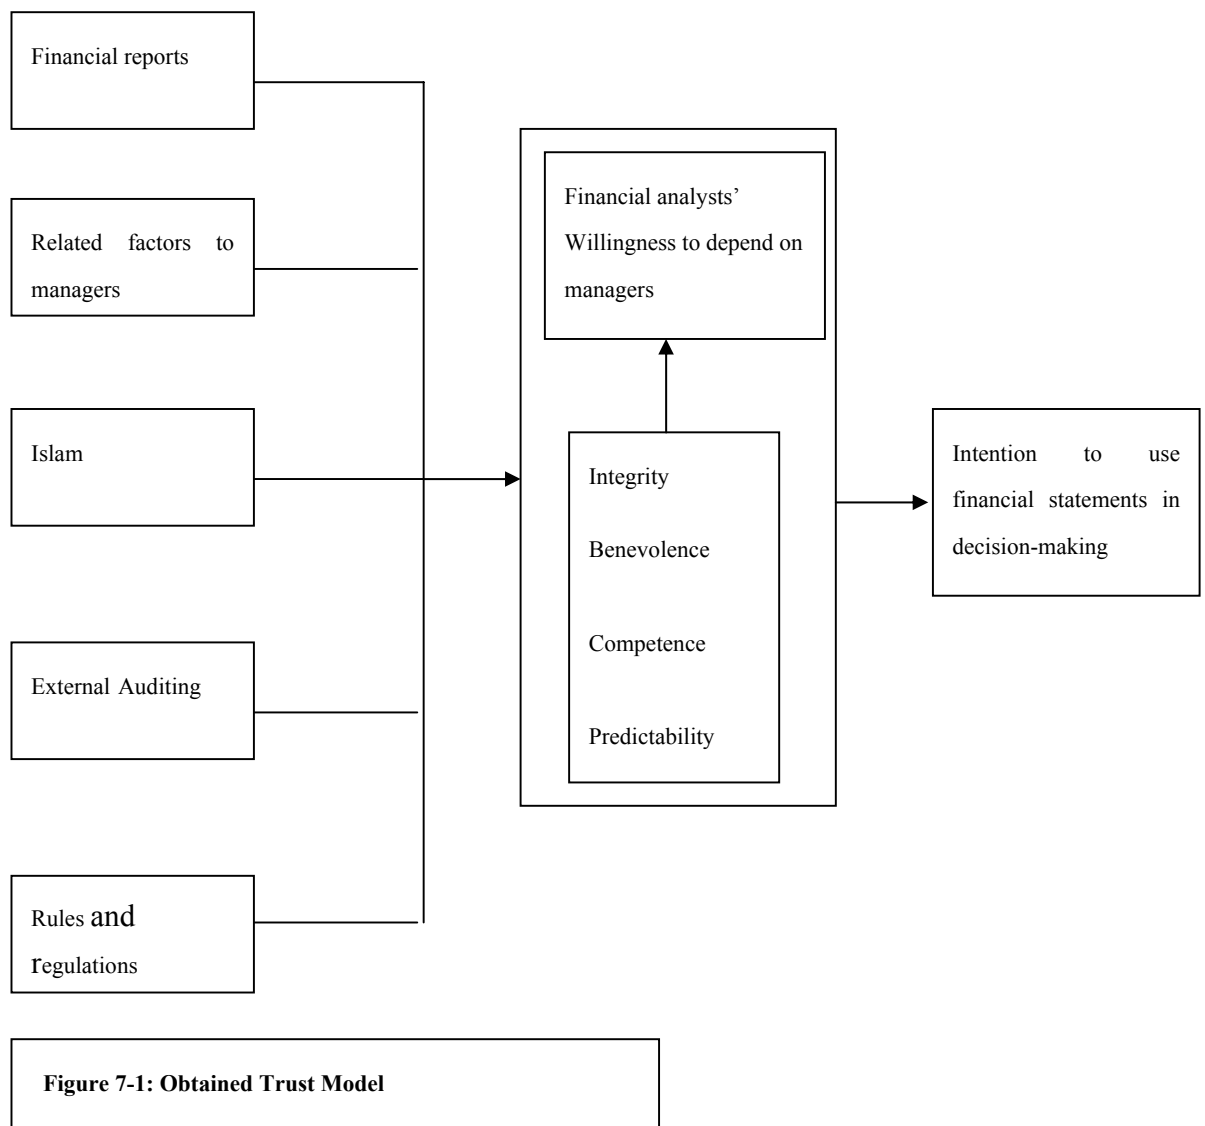 Financial reports
Related factors to
managers
Islam
External Auditing
Rules and
regulations
Financial analysts’
Willingness to depend on
managers
Integrity
Benevolence
Competence
Predictability
Intention to use
financial statements in
decision-making
Figure 7-1: Obtained Trust Model